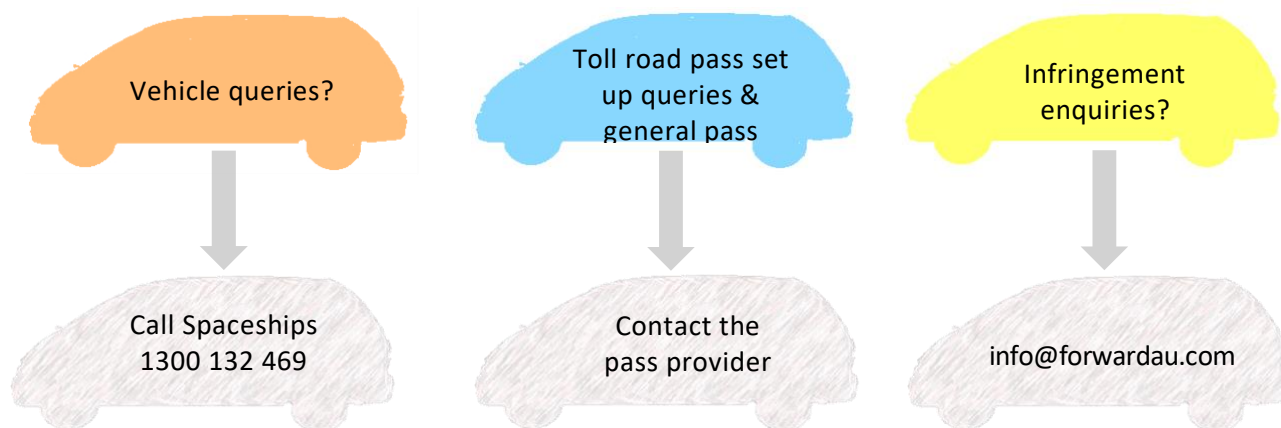 Vehicle queries?
Toll road pass set
up queries &
general pass
Infringement
enquiries?
Call Spaceships
1300 132 469
Contact the
pass provider
info@forwardau.com